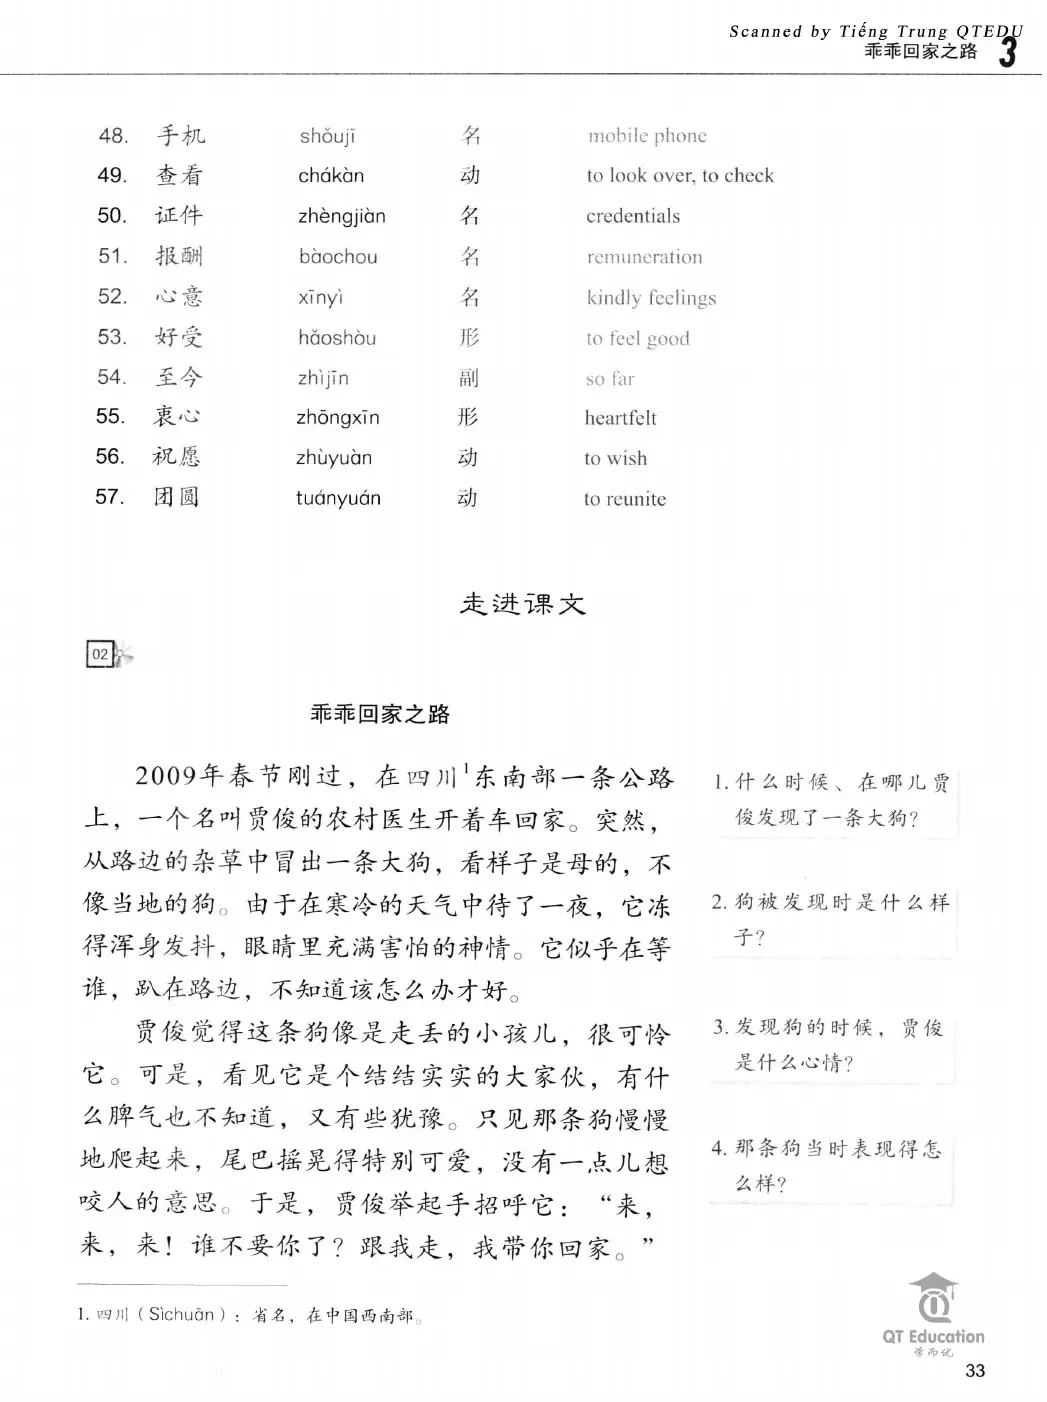 Scanned by Tiếng Trung QTEDU
乖乖回家之路 3
48. 手机 shǒujī 名 mobile phone
49. 查看 chákàn 动 to look over, to check
50. 证件 zhèngjiàn 名 credentials
51. 报酬 bàochou 名 remuneration
52. 心意 xīnyì 名 kindly feelings
53. 好受 hǎoshòu 形 to feel good
54. 至今 zhìjīn 副 so far
55. 衷心 zhōngxīn 形 heartfelt
56. 祝愿 zhùyuàn 动 to wish
57. 团圆 tuányuán 动 to reunite
走进课文
02
乖乖回家之路
2009年春节刚过，在四川1东南部一条公路
上，一个名叫贾俊的农村医生开着车回家。突然，
从路边的杂草中冒出一条大狗，看样子是母的，不
像当地的狗。由于在寒冷的天气中待了一夜，它冻
得浑身发抖，眼睛里充满害怕的神情。它似乎在等
谁，趴在路边，不知道该怎么办才好。
贾俊觉得这条狗像是走丢的小孩儿，很可怜
它。可是，看见它是个结结实实的大家伙，有什
么脾气也不知道，又有些犹豫。只见那条狗慢慢
地爬起来，尾巴摇晃得特别可爱，没有一点儿想
咬人的意思。于是，贾俊举起手招呼它：“来，
来，来！谁不要你了？跟我走，我带你回家。”
1. 什么时候、在哪儿贾
俊发现了一条大狗？
2. 狗被发现时是什么样
子？
3. 发现狗的时候，贾俊
是什么心情？
4. 那条狗当时表现得怎
么样？
1. 四川（Sìchuān）：省名，在中国西南部。
QT Education
学而优
33